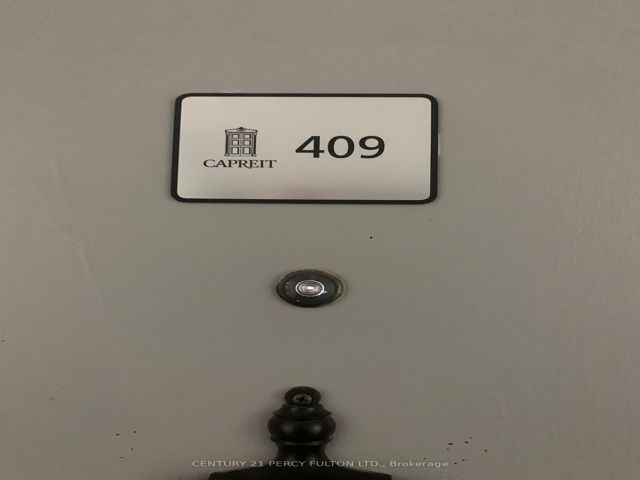 CAPREIT 409
CENTURY 21 PERCY FULTON LTD., Brokerage